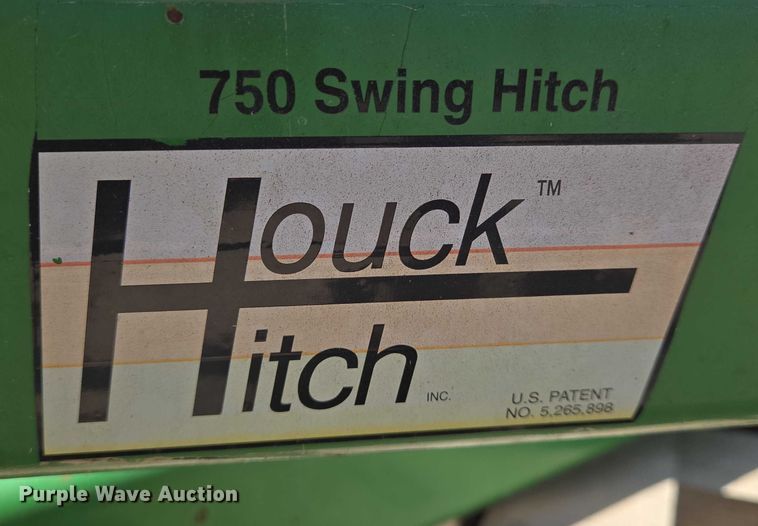 750 Swing Hitch
Houck™
Hitch INC.
U.S. PATENT
NO. 5,265,898
Purple Wave Auction